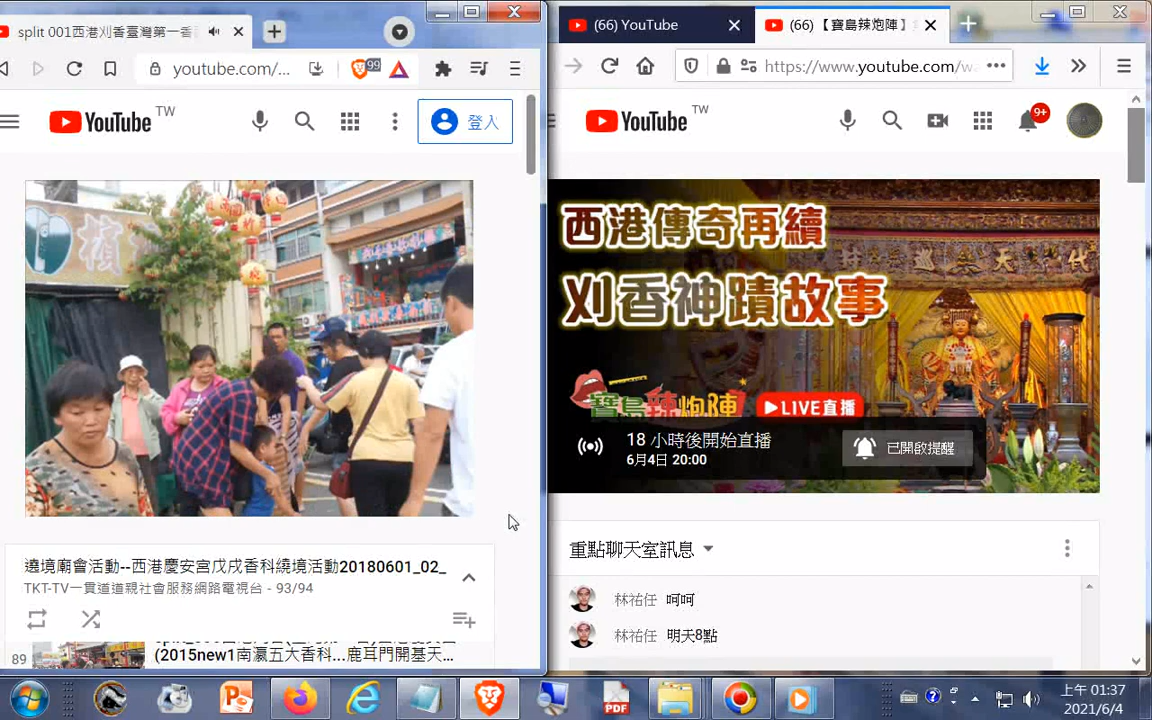 split 001西港刈香臺灣第一香
youtube.com/...
99
YouTube TW
登入
檳
遶境廟會活動--西港慶安宮戊戌香科繞境活動20180601_02_
TKT-TV一貫道道親社會服務網路電視台 - 93/94
89
(2015new1南瀛五大香科...鹿耳門開基天...
(66) YouTube
(66) 【寶島辣炮陣】
https://www.youtube.com/wa
YouTube TW
9+
西港傳奇再續
刈香神蹟故事
寶島辣炮陣
LIVE直播
18 小時後開始直播
6月4日 20:00
已開啟提醒
重點聊天室訊息
林祐任 呵呵
林祐任 明天8點
PDF
上午 01:37
2021/6/4